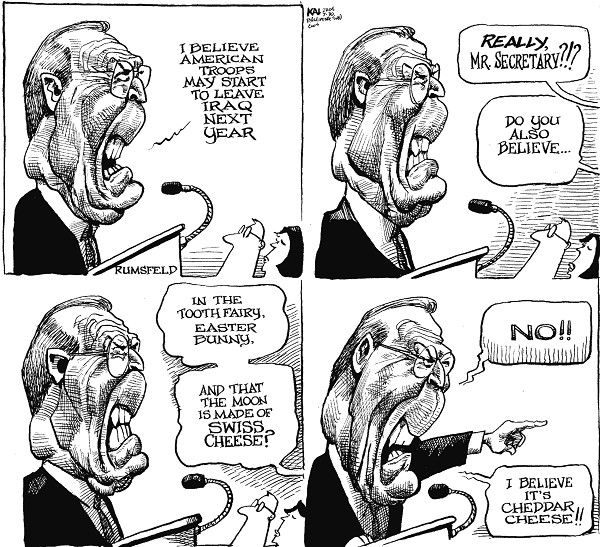 I BELIEVE
AMERICAN
TROOPS
MAY START
TO LEAVE
IRAQ
NEXT
YEAR
RUMSFELD
KAL
REALLY,
MR. SECRETARY?!?
DO YOU
ALSO
BELIEVE...
IN THE
TOOTH FAIRY,
EASTER
BUNNY,
AND THAT
THE MOON
IS MADE OF
SWISS
CHEESE?
NO!!
I BELIEVE
IT'S
CHEDDAR
CHEESE!!